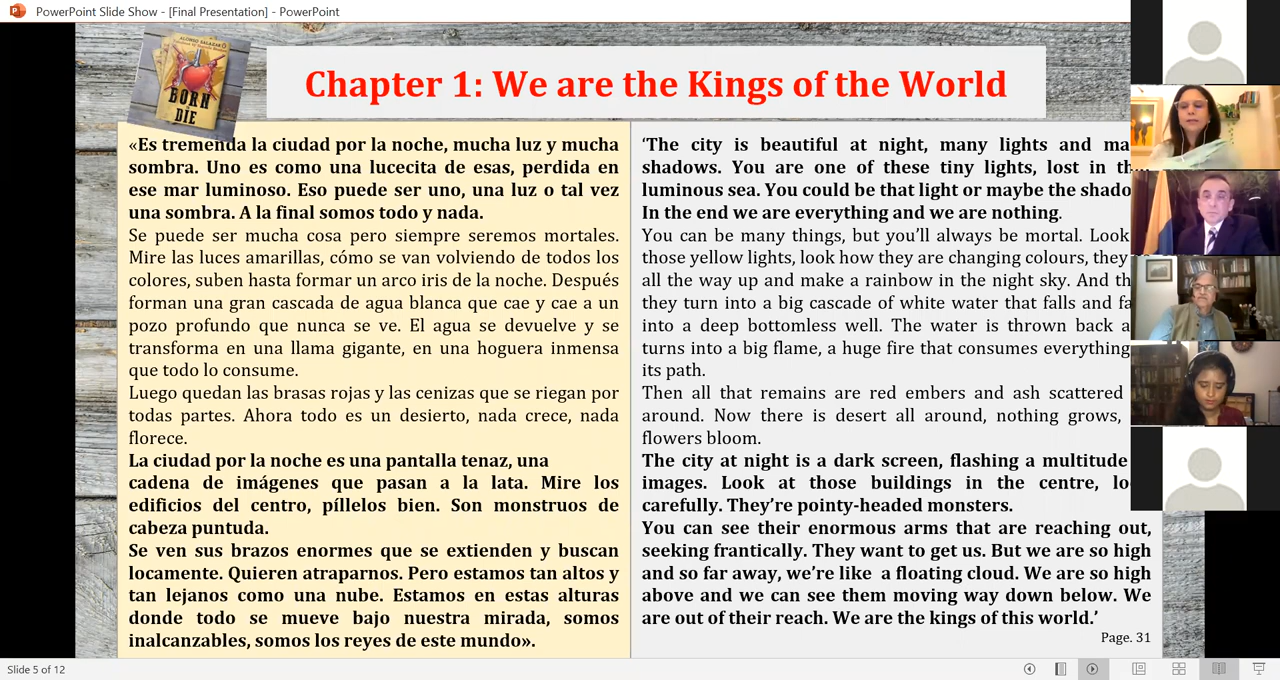 PowerPoint Slide Show - [Final Presentation] - PowerPoint
ALONSO SALAZAR J
BORN
DIE
Chapter 1: We are the Kings of the World
«Es tremenda la ciudad por la noche, mucha luz y mucha
sombra. Uno es como una lucecita de esas, perdida en
ese mar luminoso. Eso puede ser uno, una luz o tal vez
una sombra. A la final somos todo y nada.
Se puede ser mucha cosa pero siempre seremos mortales.
Mire las luces amarillas, cómo se van volviendo de todos los
colores, suben hasta formar un arco iris de la noche. Después
forman una gran cascada de agua blanca que cae y cae a un
pozo profundo que nunca se ve. El agua se devuelve y se
transforma en una llama gigante, en una hoguera inmensa
que todo lo consume.
Luego quedan las brasas rojas y las cenizas que se riegan por
todas partes. Ahora todo es un desierto, nada crece, nada
florece.
La ciudad por la noche es una pantalla tenaz, una
cadena de imágenes que pasan a la lata. Mire los
edificios del centro, píllelos bien. Son monstruos de
cabeza puntuda.
Se ven sus brazos enormes que se extienden y buscan
locamente. Quieren atraparnos. Pero estamos tan altos y
tan lejanos como una nube. Estamos en estas alturas
donde todo se mueve bajo nuestra mirada, somos
inalcanzables, somos los reyes de este mundo».
‘The city is beautiful at night, many lights and
shadows. You are one of these tiny lights, lost in
luminous sea. You could be that light or maybe the
In the end we are everything and we are nothing.
You can be many things, but you’ll always be mortal. Look
those yellow lights, look how they are changing colours, they
all the way up and make a rainbow in the night sky. And
they turn into a big cascade of white water that falls and
into a deep bottomless well. The water is thrown back
turns into a big flame, a huge fire that consumes everything
its path.
Then all that remains are red embers and ash scattered
around. Now there is desert all around, nothing grows,
flowers bloom.
The city at night is a dark screen, flashing a multitude
images. Look at those buildings in the centre,
carefully. They’re pointy-headed monsters.
You can see their enormous arms that are reaching out,
seeking frantically. They want to get us. But we are so high
and so far away, we’re like a floating cloud. We are so high
above and we can see them moving way down below. We
are out of their reach. We are the kings of this world.’
Page. 31
Slide 5 of 12